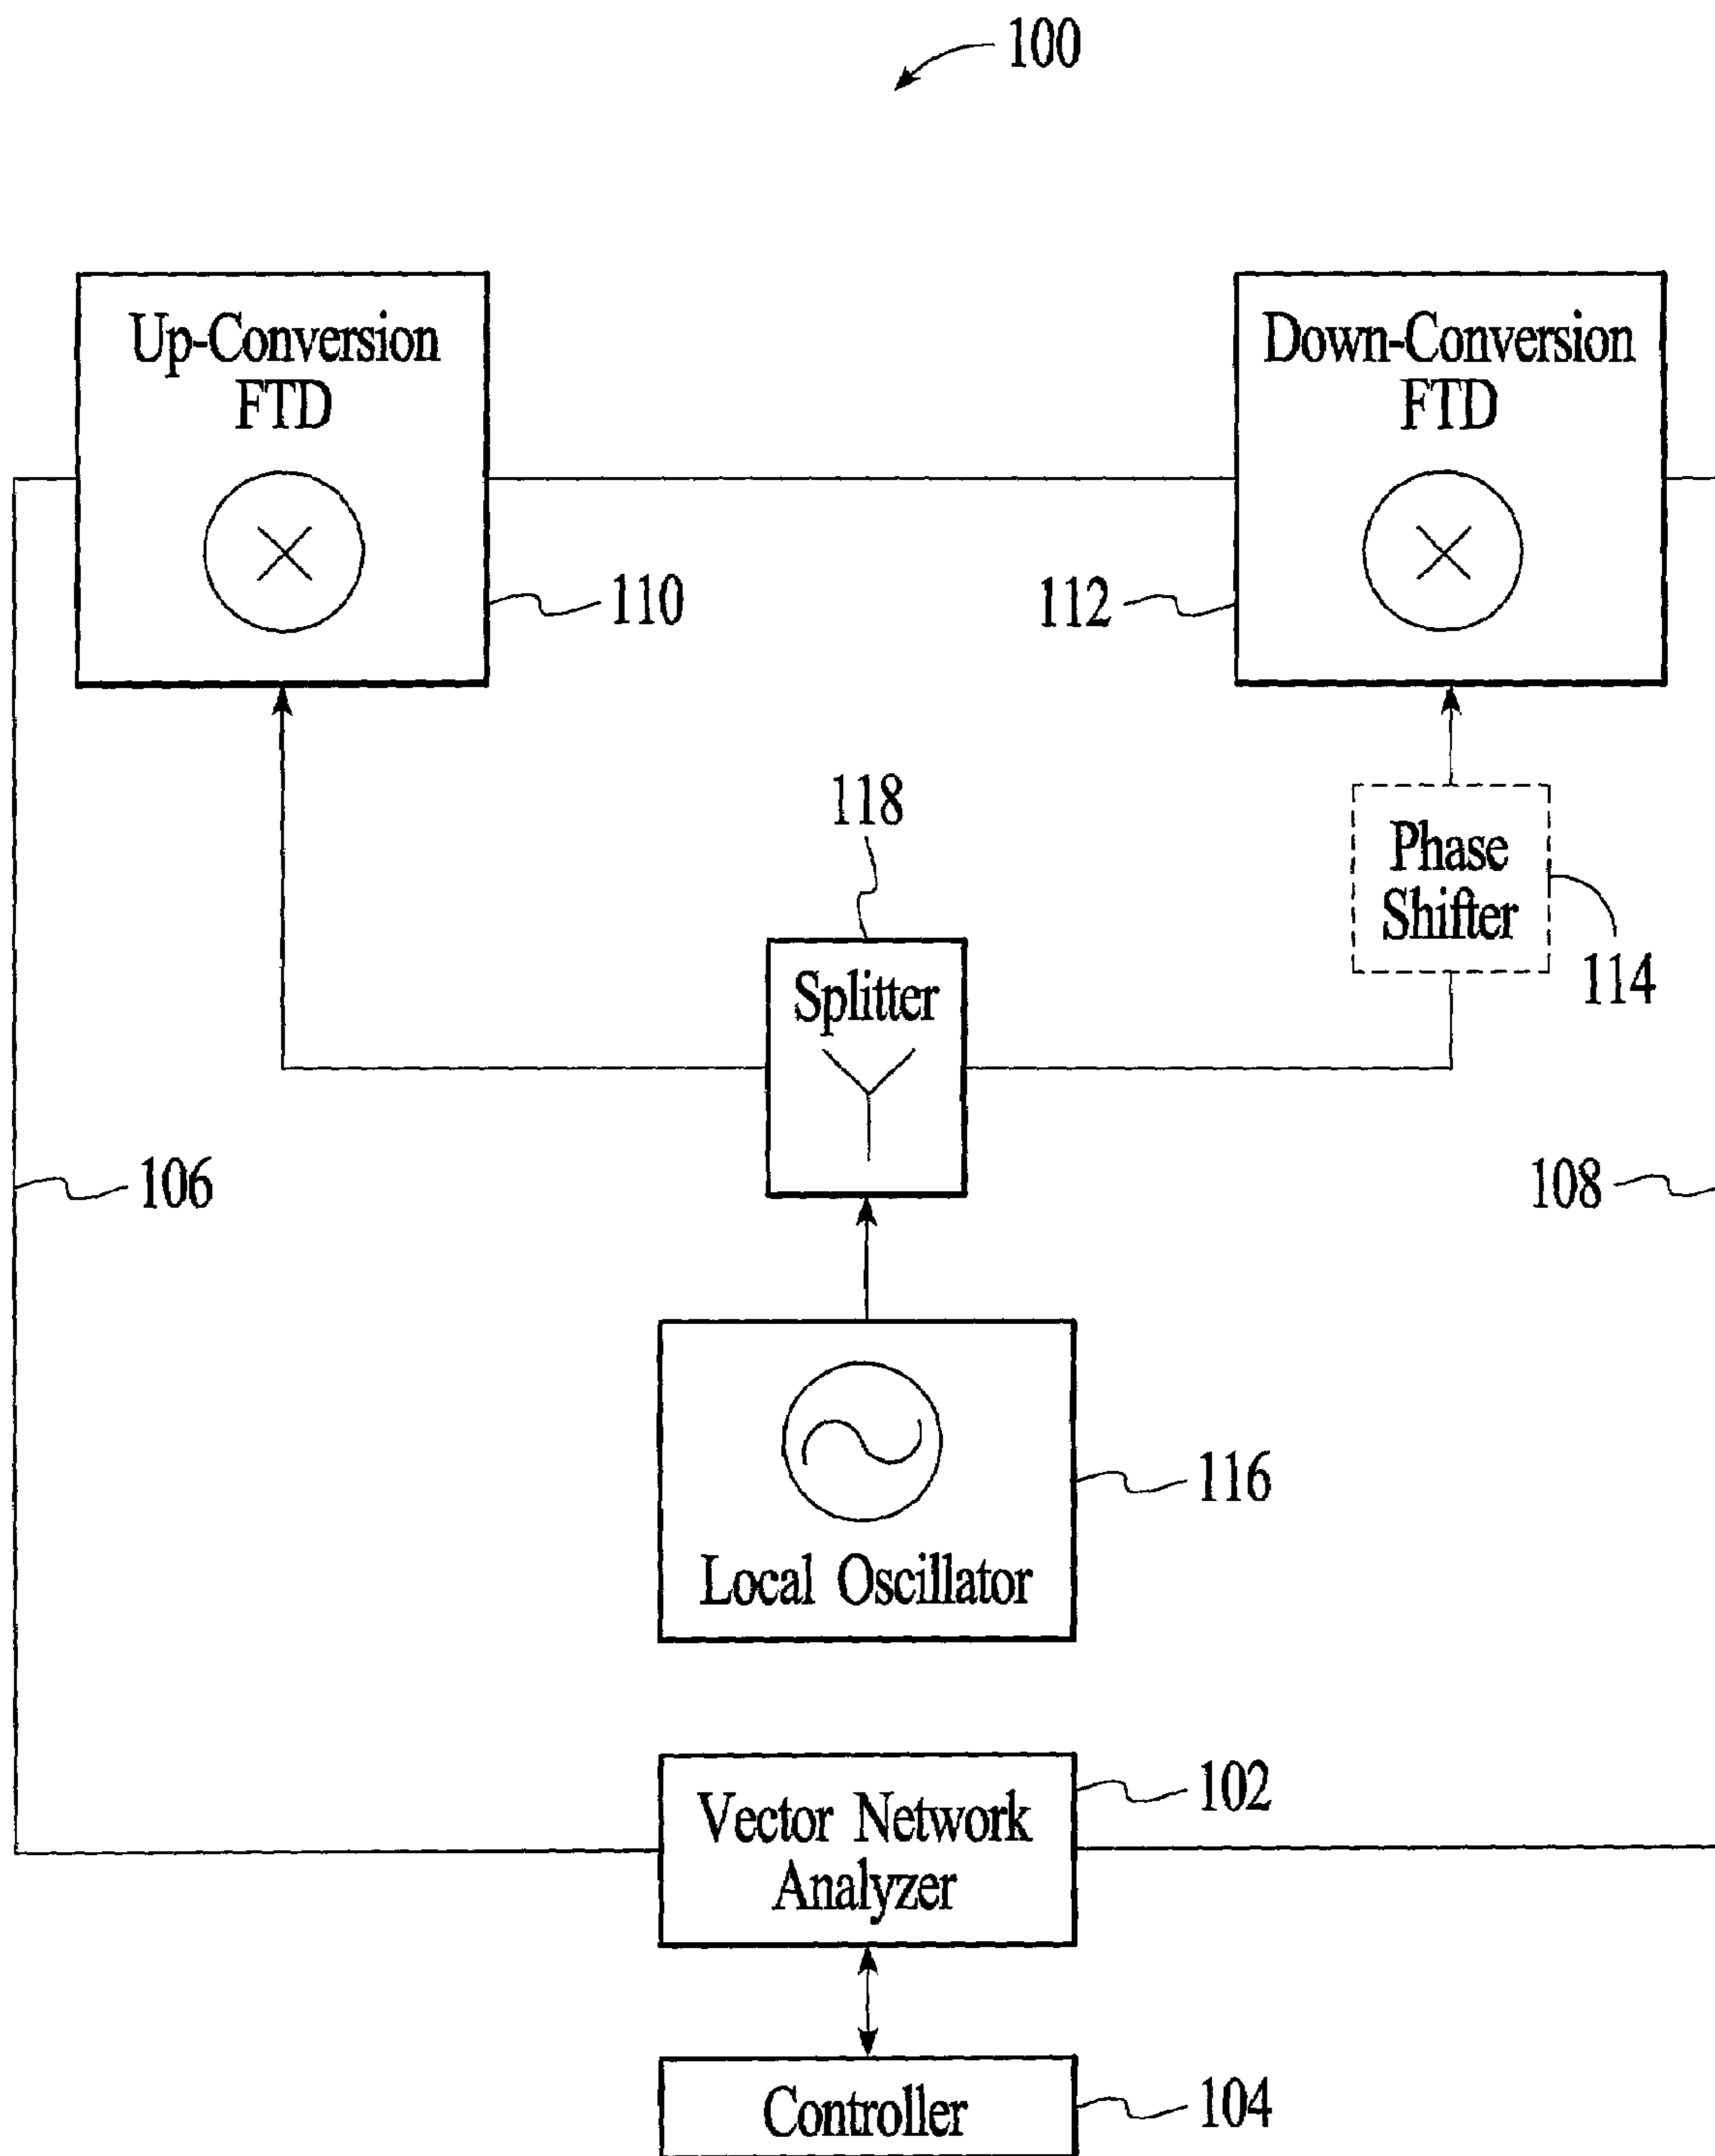 100
Up-Conversion
FTD
Down-Conversion
FTD
110
112
118
Phase
Shifter
114
Splitter
106
108
116
Local Oscillator
102
Vector Network
Analyzer
Controller
104